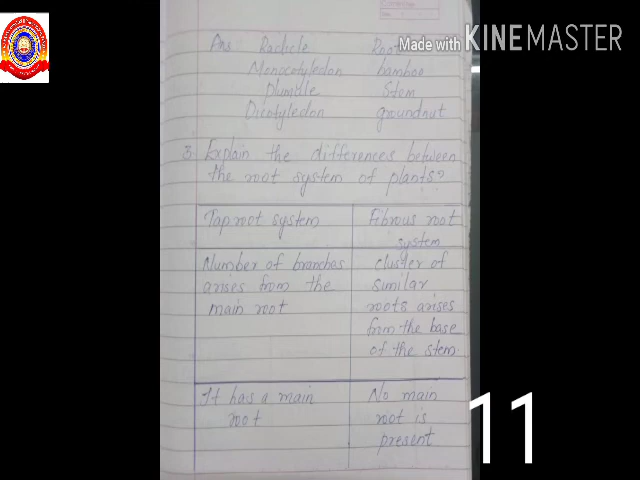 Made with KINEMASTER
Ans Radicle Root
Monocotyledon bamboo
Plumule Stem
Dicotyledon groundnut
3. Explain the differences between
the root system of plants?
Tap root system
Fibrous root
system
Number of branches
arises from the
main root
cluster of
similar
roots arises
from the base
of the stem.
It has a main
root
No main
root is
present
11